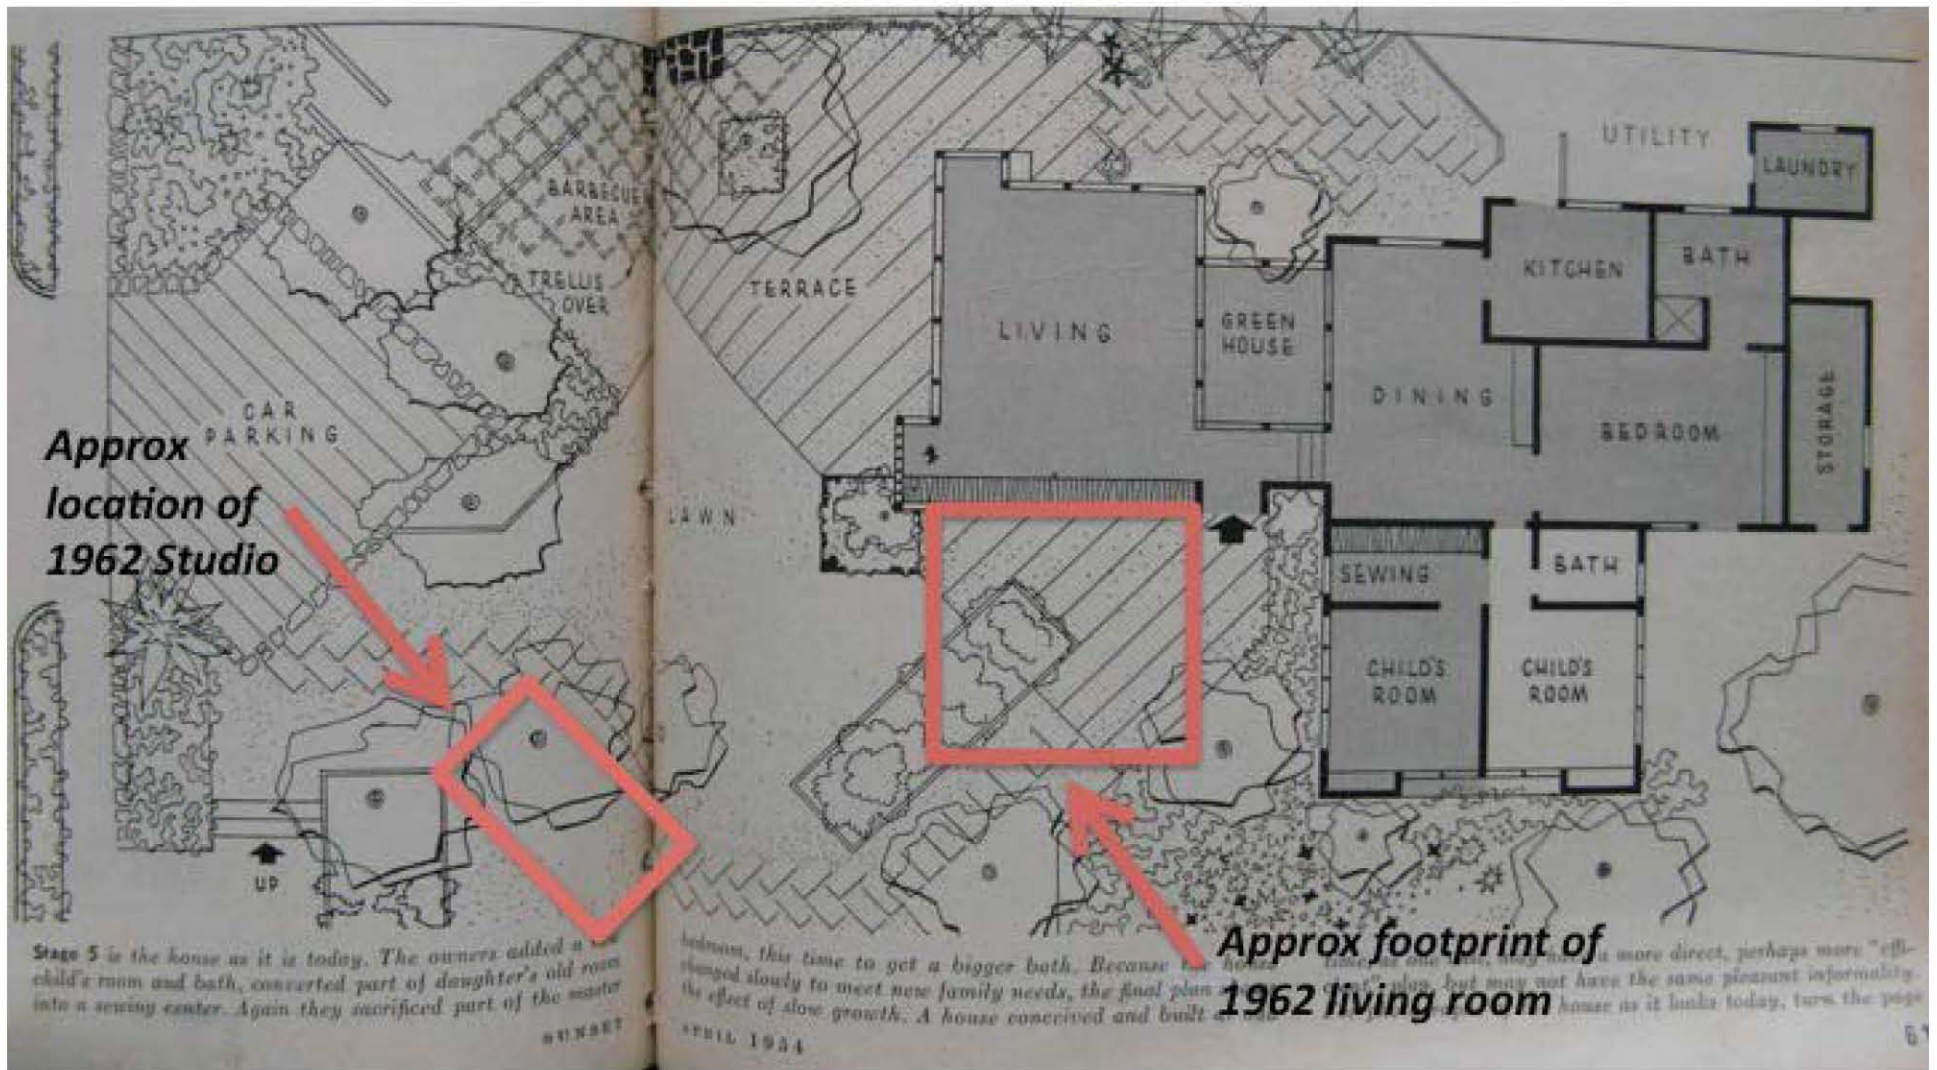 UTILITY
LAUNDRY
BARBECUE
AREA
TRELLIS
OVER
TERRACE
LIVING
GREEN
HOUSE
KITCHEN
BATH
DINING
BEDROOM
STORAGE
CAR
PARKING
LAWN
SEWING
BATH
CHILD'S
ROOM
CHILD'S
ROOM
UP
Approx
location of
1962 Studio
Approx footprint of
1962 living room
Stage 5 is the house as it is today. The owners added a
child's room and bath, converted part of daughter's old room
into a sewing center. Again they sacrificed part of the master
SUNSET
bedroom, this time to get a bigger bath. Because the house
changed slowly to meet new family needs, the final plan
the effect of slow growth. A house conceived and built
APRIL 1954
a more direct, perhaps more "effi-
plan, but may not have the same pleasant informality.
house as it looks today, turn the page